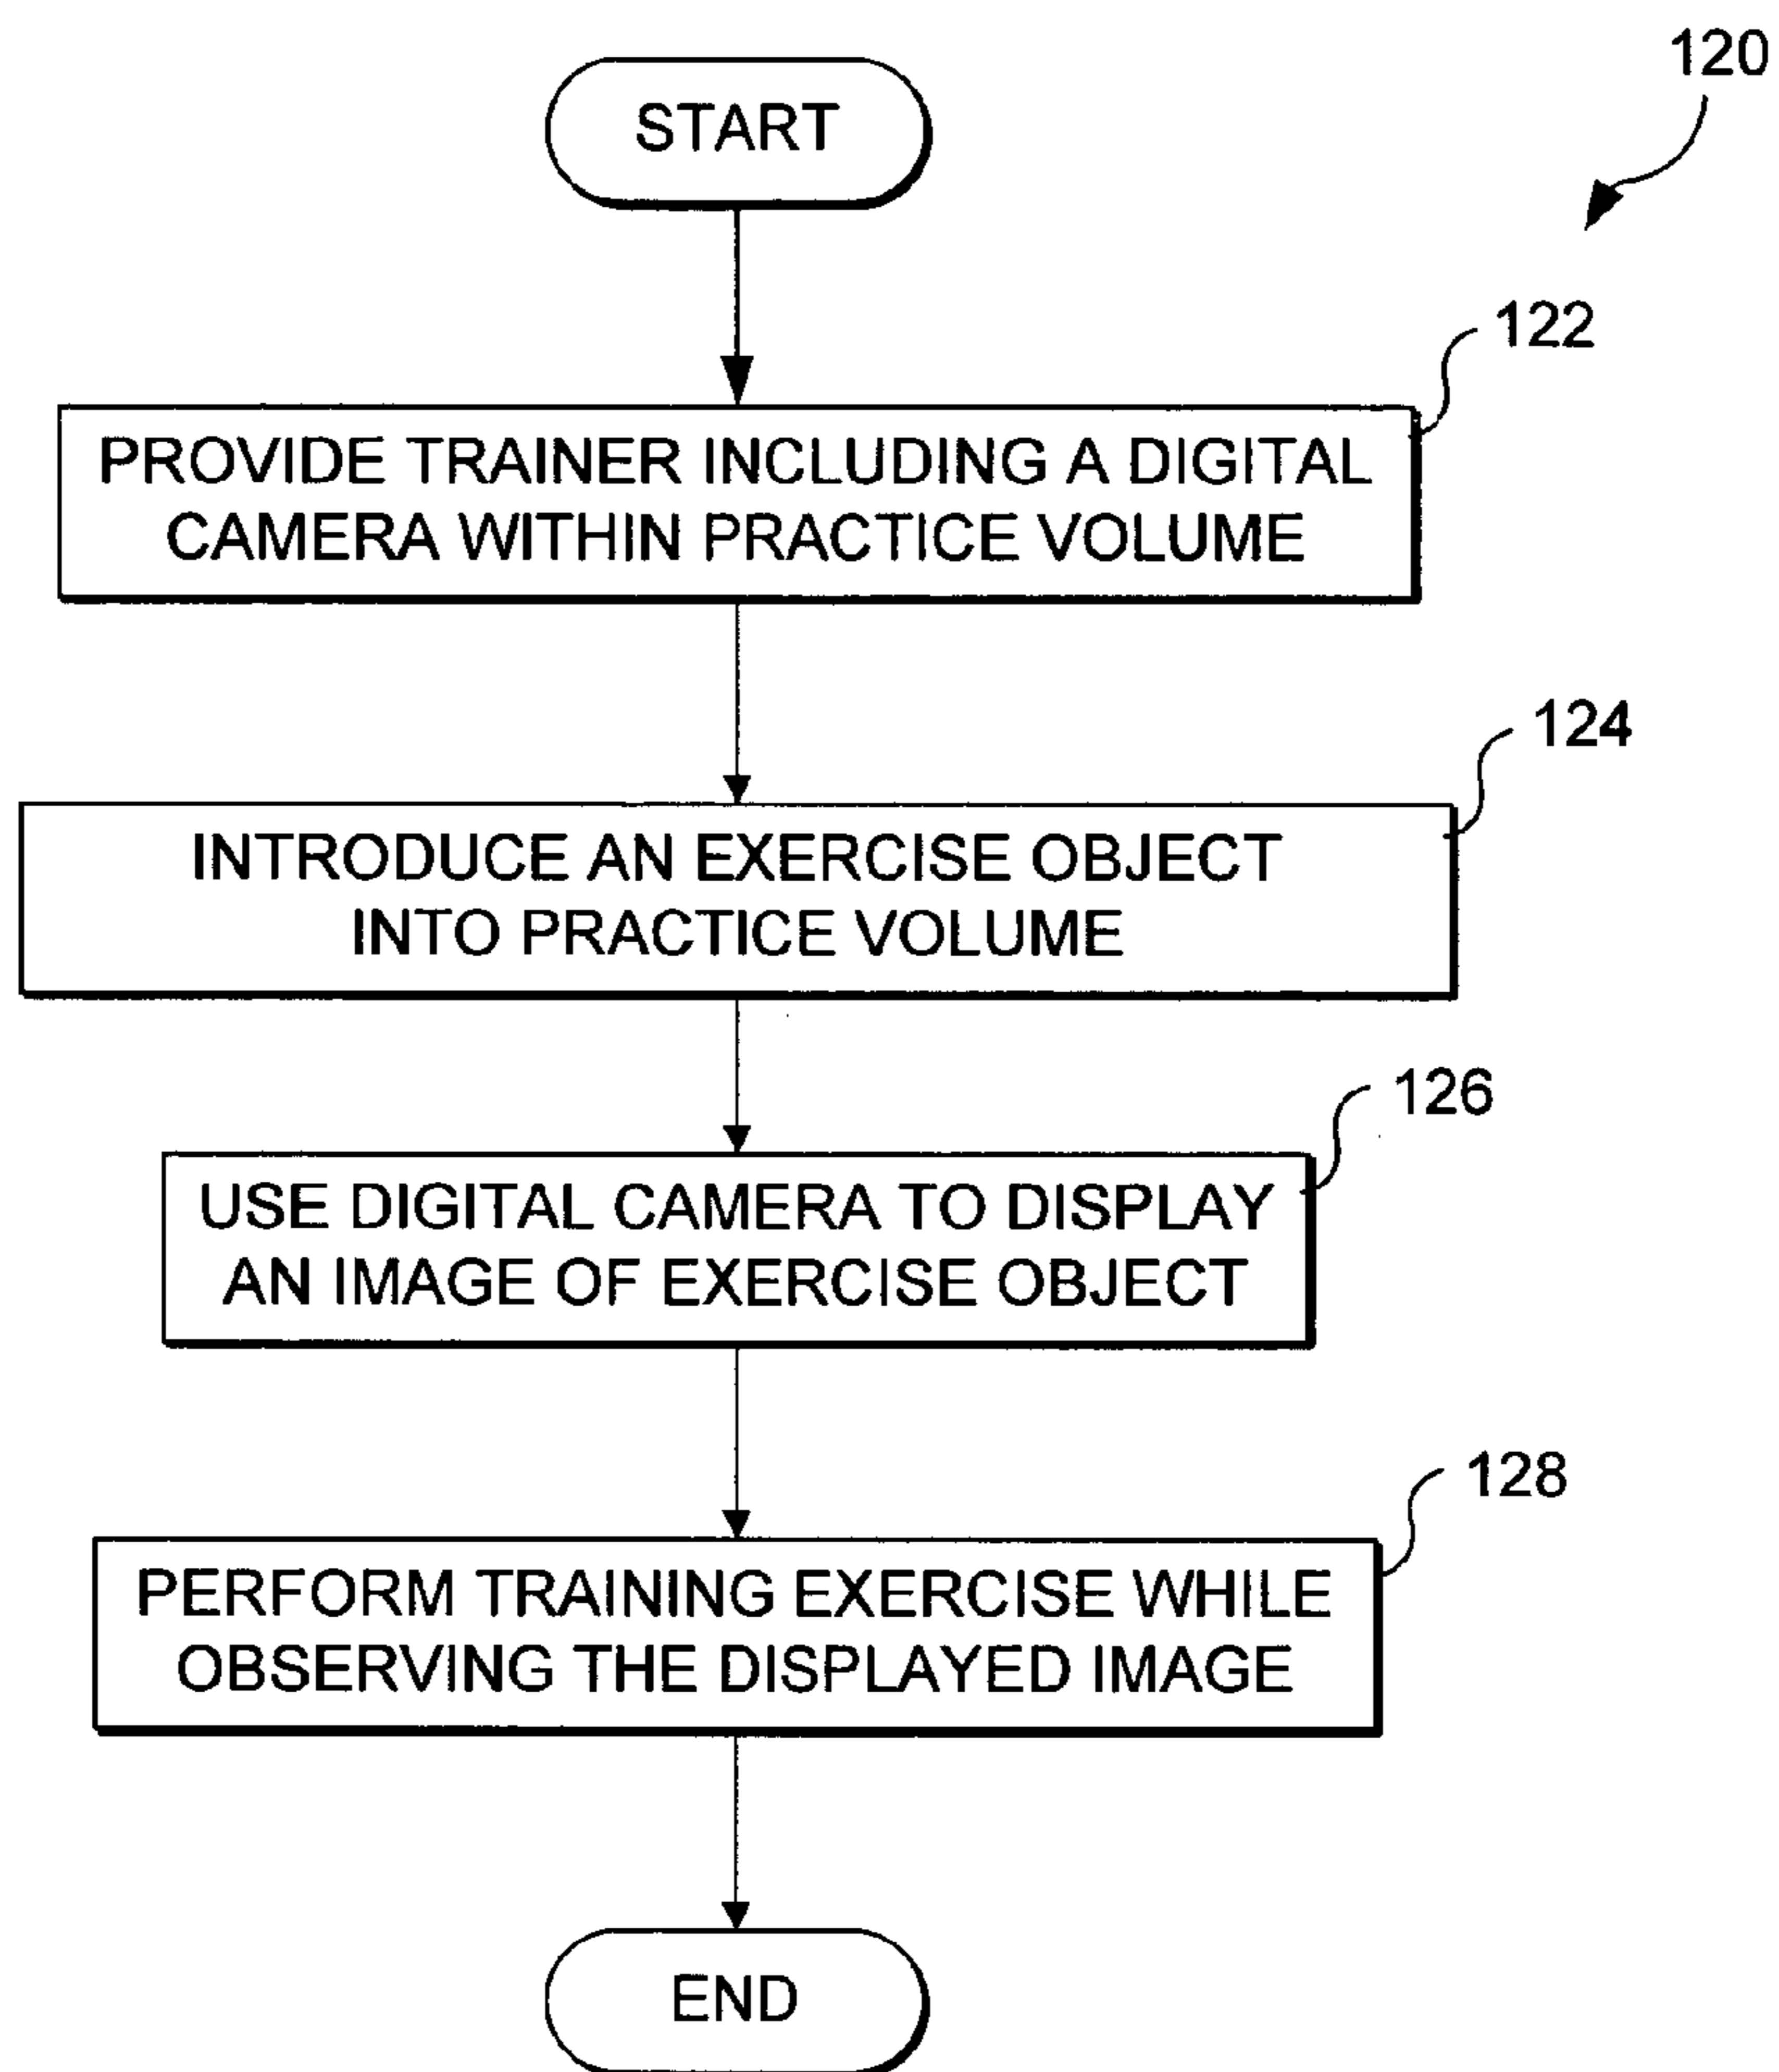 120
START
122
PROVIDE TRAINER INCLUDING A DIGITAL
CAMERA WITHIN PRACTICE VOLUME
124
INTRODUCE AN EXERCISE OBJECT
INTO PRACTICE VOLUME
126
USE DIGITAL CAMERA TO DISPLAY
AN IMAGE OF EXERCISE OBJECT
128
PERFORM TRAINING EXERCISE WHILE
OBSERVING THE DISPLAYED IMAGE
END